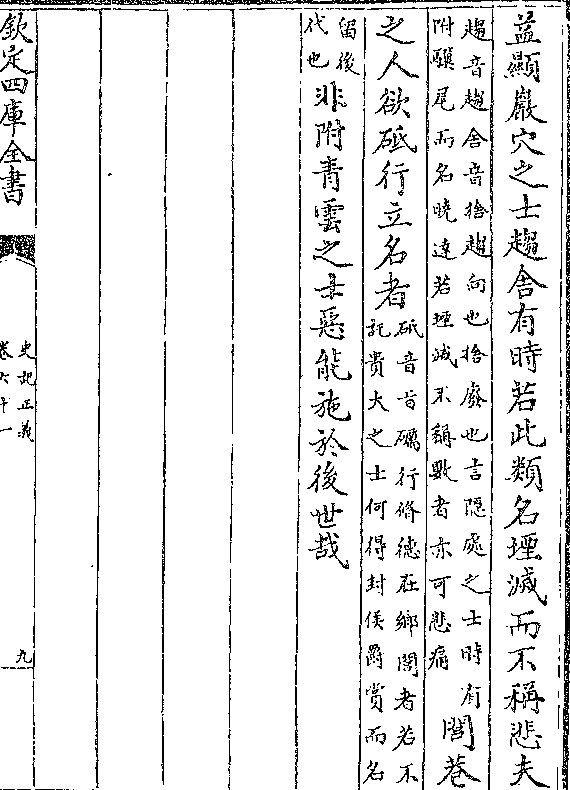 益顯巖穴之士趨舍有時若此類名堙滅而不稱悲夫
趨音趨舍音捨趨向也捨廢也言隠處之士時有
附驥尾而名曉達若堙滅不稱數者亦可悲痛
閭巷
之人欲砥行立名者
砥音旨礪行脩德在鄉閭者若不
託貴大之士何得封侯爵賞而名
留後
代也
非附青雲之士惡能施於後世哉
欽定四庫全書
史記正義
卷六十一
九